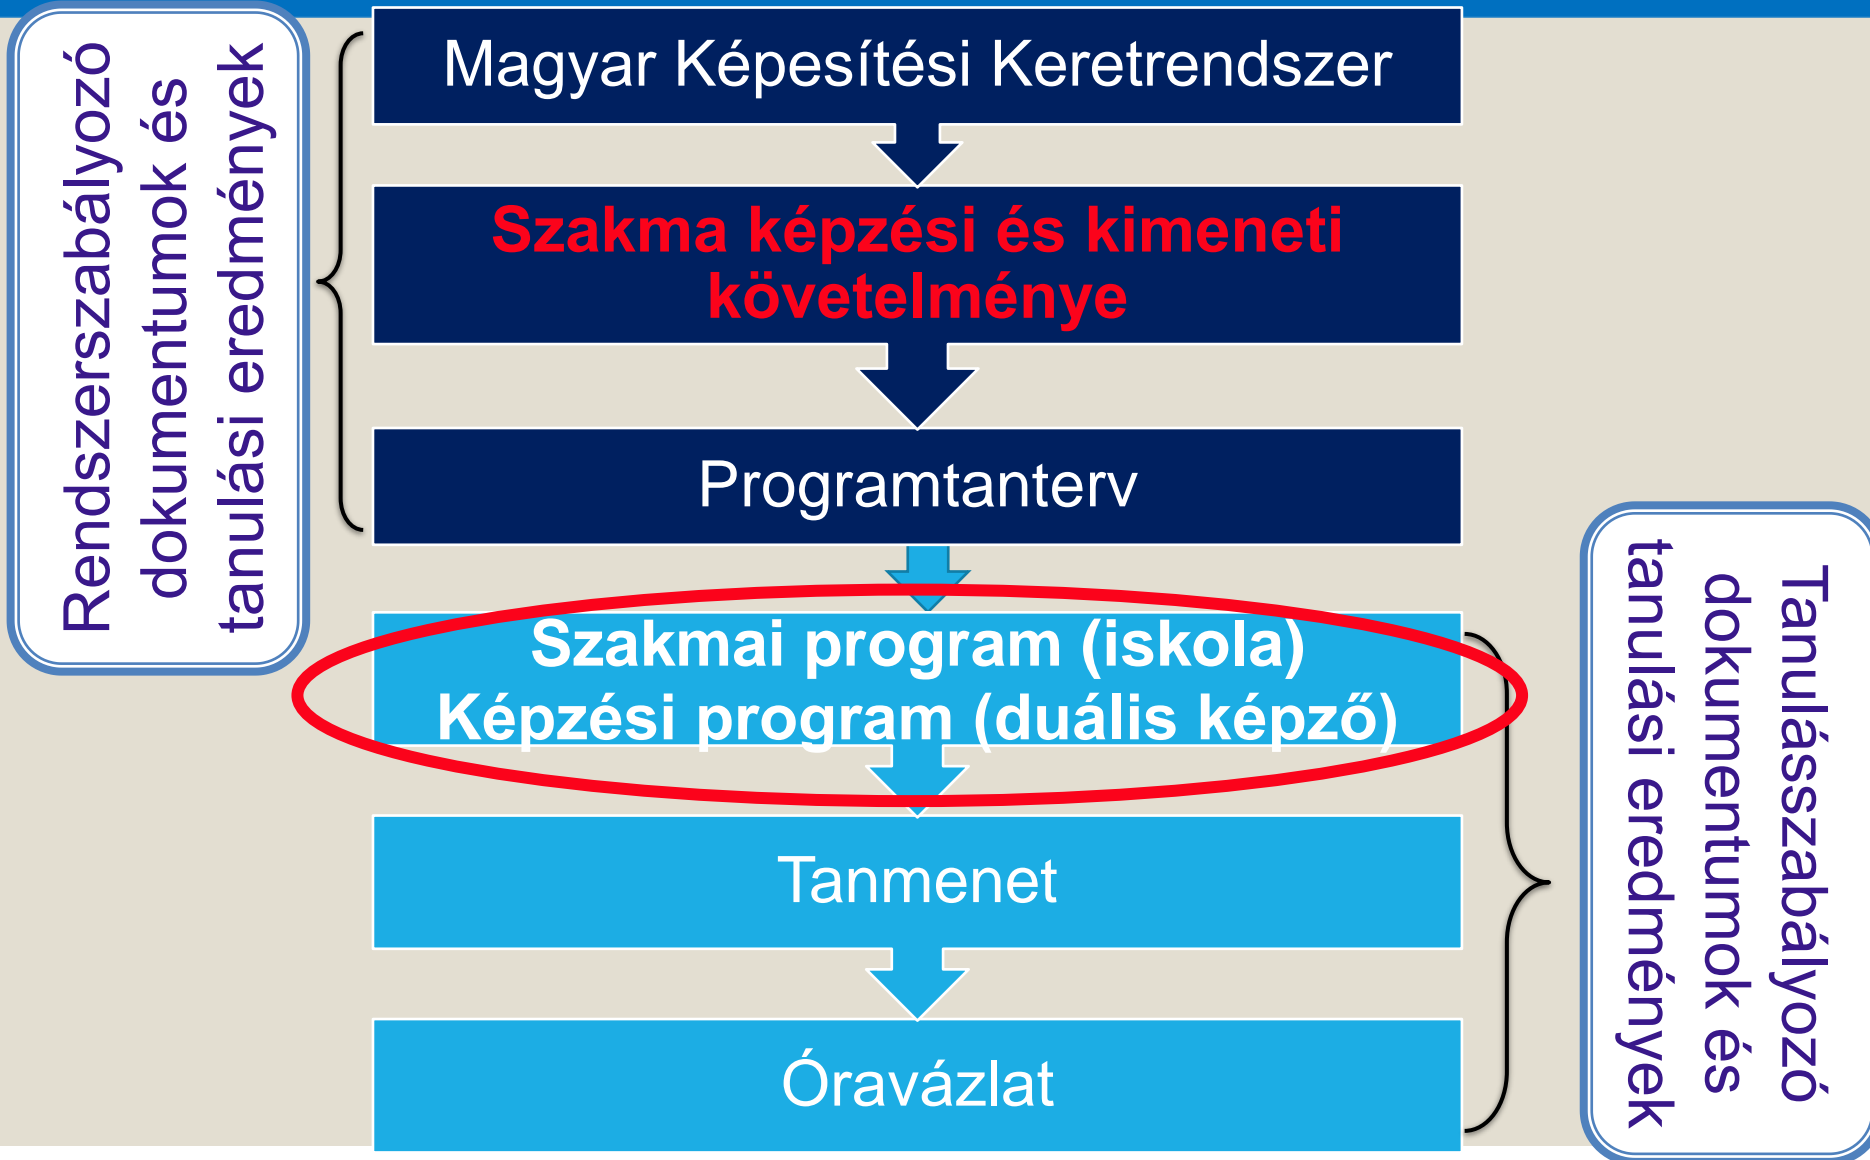 Rendszerszabályozó
dokumentumok és
tanulási eredmények
Magyar Képesítési Keretrendszer
Szakma képzési és kimeneti
követelménye
Programtanterv
Szakmai program (iskola)
Képzési program (duális képző)
Tanmenet
Óravázlat
Tanulásszabályozó
dokumentumok és
tanulási eredmények